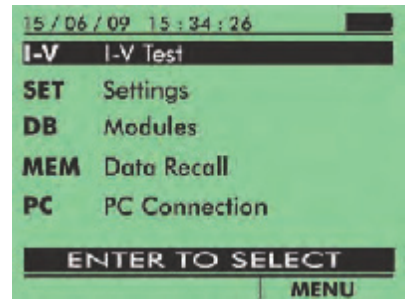 15/06/09 15:34:26
I-V I-V Test
SET Settings
DB Modules
MEM Data Recall
PC PC Connection
ENTER TO SELECT
MENU